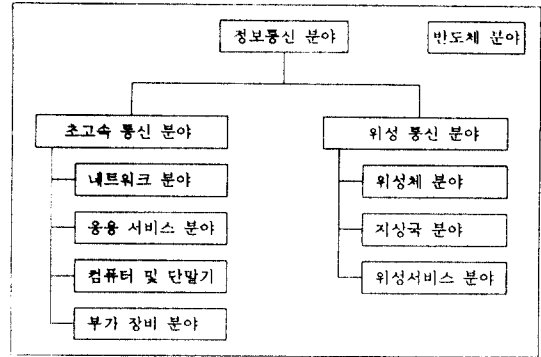 정보통신 분야
반도체 분야
초고속 통신 분야
위성 통신 분야
네트워크 분야
응용 서비스 분야
컴퓨터 및 단말기
부가 장비 분야
위성체 분야
지상국 분야
위성서비스 분야